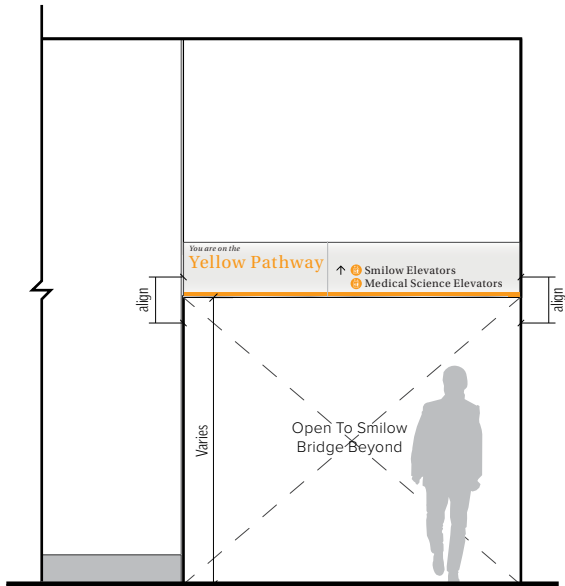 You are on the
Yellow Pathway
Smilow Elevators
Medical Science Elevators
align
align
Varies
Open To Smilow
Bridge Beyond